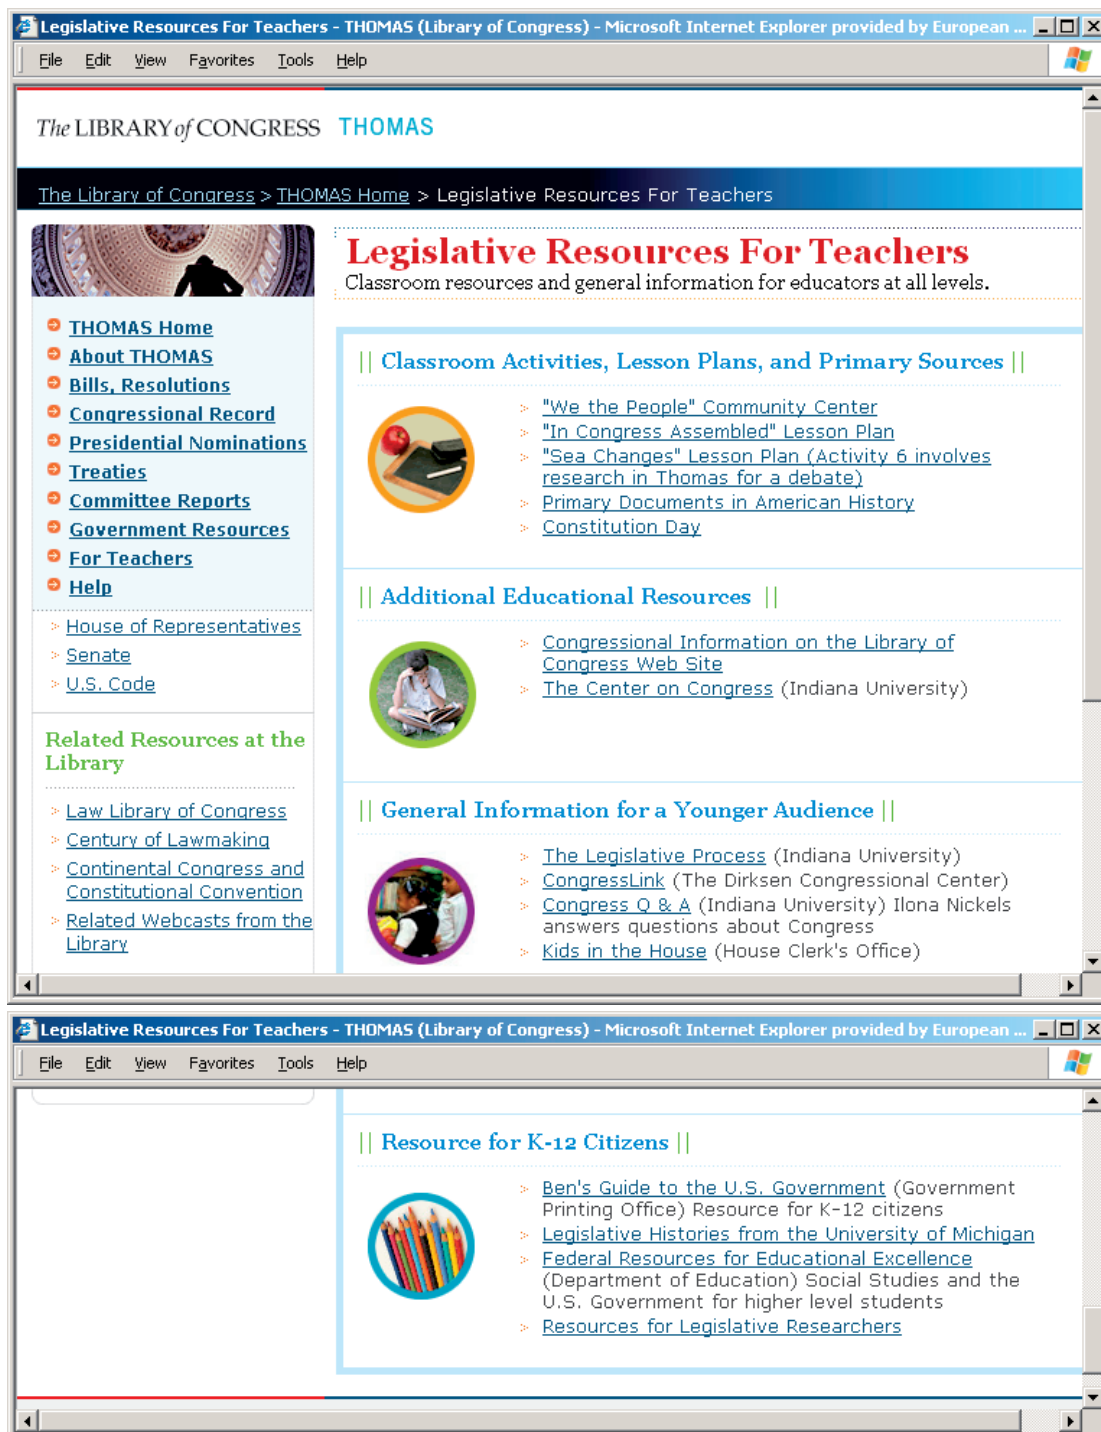 Legislative Resources For Teachers - THOMAS (Library of Congress) - Microsoft Internet Explorer provided by European ...
File Edit View Favorites Tools Help
The LIBRARY of CONGRESS THOMAS
The Library of Congress > THOMAS Home > Legislative Resources For Teachers
Legislative Resources For Teachers
Classroom resources and general information for educators at all levels.
THOMAS Home
About THOMAS
Bills, Resolutions
Congressional Record
Presidential Nominations
Treaties
Committee Reports
Government Resources
For Teachers
Help
> House of Representatives
> Senate
> U.S. Code
Related Resources at the
Library
> Law Library of Congress
> Century of Lawmaking
> Continental Congress and
Constitutional Convention
> Related Webcasts from the
Library
|| Classroom Activities, Lesson Plans, and Primary Sources ||
> "We the People" Community Center
> "In Congress Assembled" Lesson Plan
> "Sea Changes" Lesson Plan (Activity 6 involves
research in Thomas for a debate)
> Primary Documents in American History
> Constitution Day
|| Additional Educational Resources ||
> Congressional Information on the Library of
Congress Web Site
> The Center on Congress (Indiana University)
|| General Information for a Younger Audience ||
> The Legislative Process (Indiana University)
> CongressLink (The Dirksen Congressional Center)
> Congress Q & A (Indiana University) Ilona Nickels
answers questions about Congress
> Kids in the House (House Clerk's Office)
Legislative Resources For Teachers - THOMAS (Library of Congress) - Microsoft Internet Explorer provided by European ...
File Edit View Favorites Tools Help
|| Resource for K-12 Citizens ||
> Ben's Guide to the U.S. Government (Government
Printing Office) Resource for K-12 citizens
> Legislative Histories from the University of Michigan
> Federal Resources for Educational Excellence
(Department of Education) Social Studies and the
U.S. Government for higher level students
> Resources for Legislative Researchers